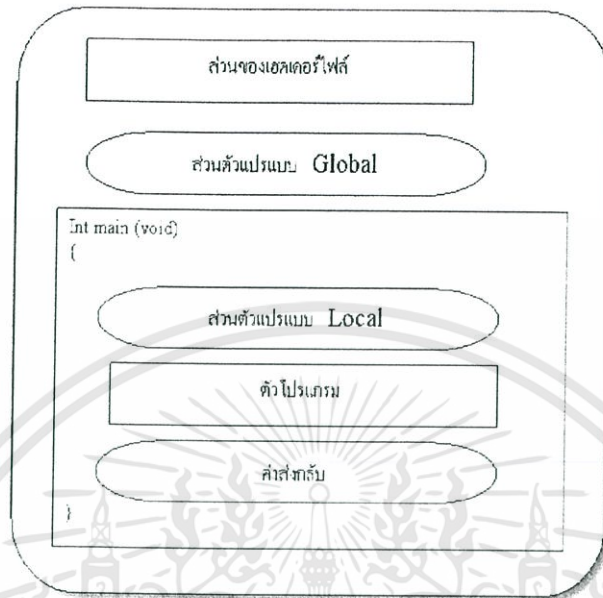 ส่วนของเฮดเดอร์ไฟล์
ส่วนตัวแปรแบบ Global
Int main (void)
{
ส่วนตัวแปรแบบ Local
ตัวโปรแกรม
ค่าส่งกลับ
}